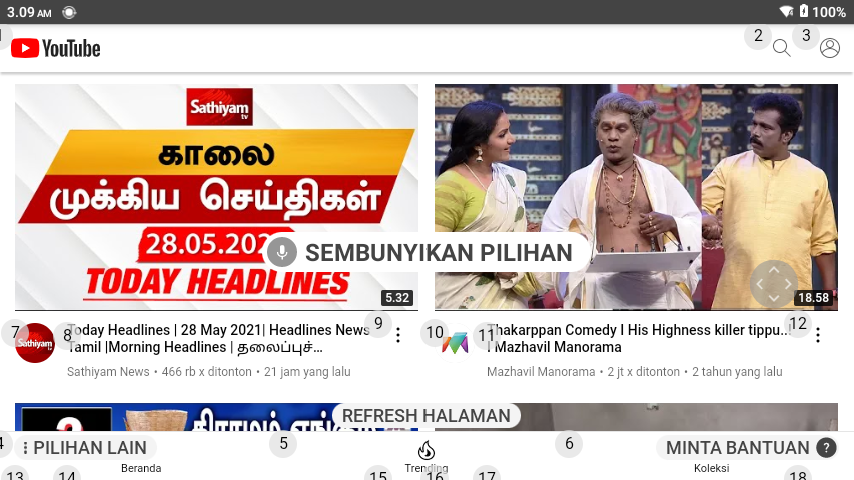 3.09 AM
100%
2
3
YouTube
Sathiyam
tv
காலை
முக்கிய செய்திகள்
28.05.202
TODAY HEADLINES
SEMBUNYIKAN PILIHAN
5.32
18.58
7
8
9
10
11
12
Today Headlines | 28 May 2021| Headlines News
Tamil |Morning Headlines | தலைப்புச்…
Sathiyam News • 466 rb x ditonton • 21 jam yang lalu
Thakarppan Comedy I His Highness killer tippu...
I Mazhavil Manorama
Mazhavil Manorama • 2 jt x ditonton • 2 tahun yang lalu
REFRESH HALAMAN
4
PILIHAN LAIN
5
6
MINTA BANTUAN ?
Beranda
Trending
Koleksi
13
14
15
16
17
18